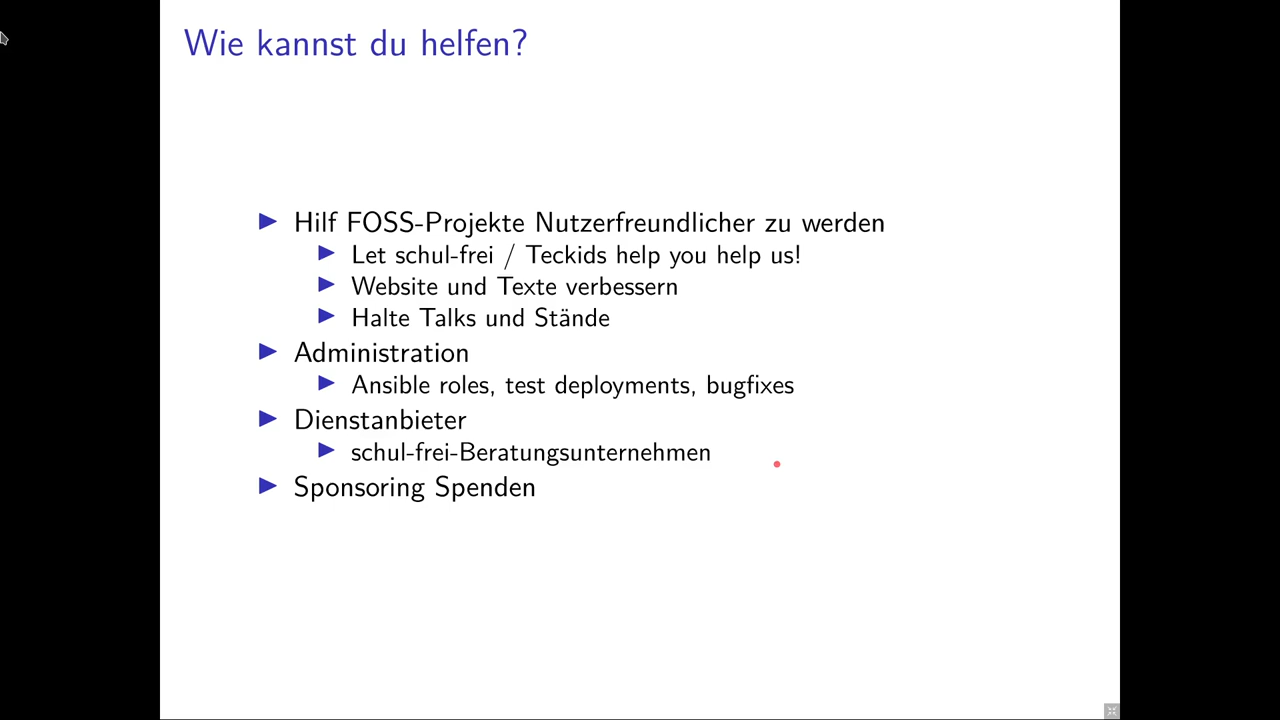 Wie kannst du helfen?
Hilf FOSS-Projekte Nutzerfreundlicher zu werden
Let schul-frei / Teckids help you help us!
Website und Texte verbessern
Halte Talks und Stände
Administration
Ansible roles, test deployments, bugfixes
Dienstanbieter
schul-frei-Beratungsunternehmen
Sponsoring Spenden